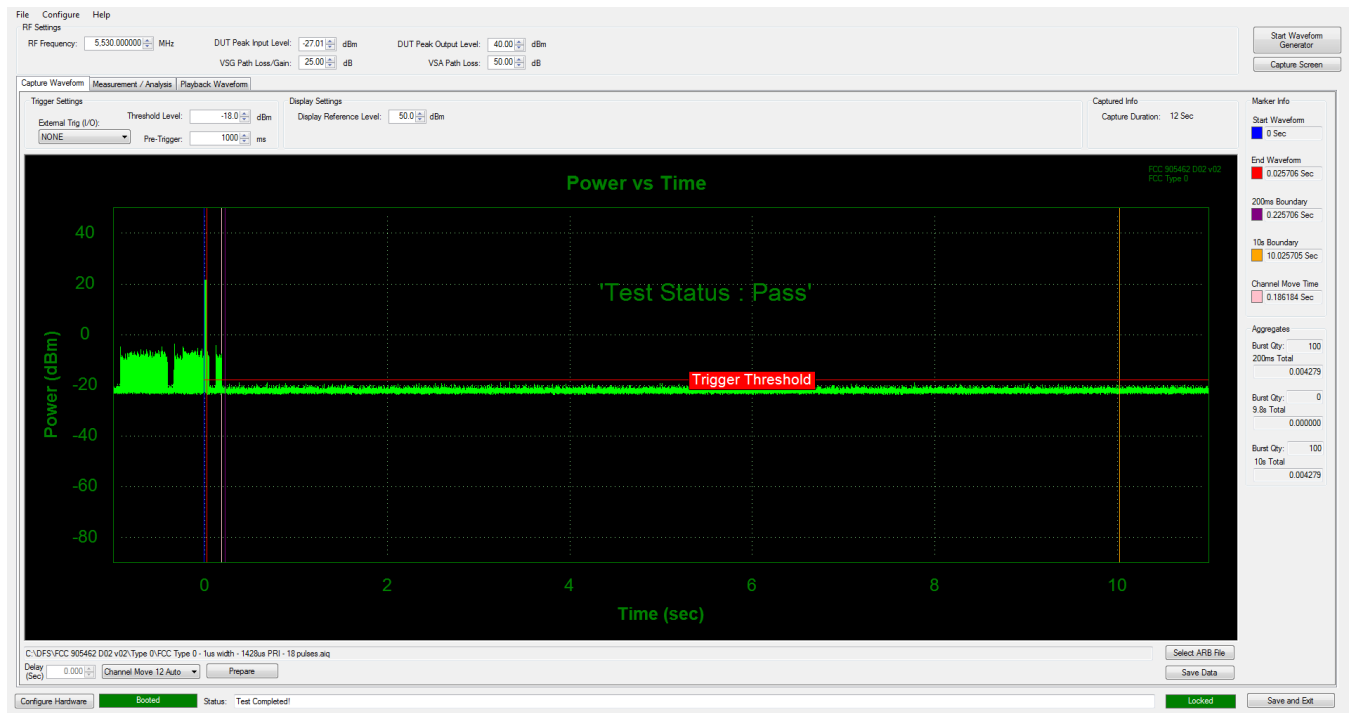 File Configure Help
RF Settings
RF Frequency: 5,530.000000 MHz DUT Peak Input Level: -27.01 dBm DUT Peak Output Level: 40.00 dBm
VSG Path Loss/Gain: 25.00 dB VSA Path Loss: 50.00 dB
Start Waveform
Generator
Capture Screen
Capture Waveform Measurement / Analysis Playback Waveform
Trigger Settings
External Trig (I/O): Threshold Level: -18.0 dBm
NONE Pre-Trigger: 1000 ms
Display Settings
Display Reference Level: 50.0 dBm
Captured Info
Capture Duration: 12 Sec
Marker Info
Start Waveform
0 Sec
End Waveform
0.025706 Sec
200ms Boundary
0.225706 Sec
10s Boundary
10.025705 Sec
Channel Move Time
0.186184 Sec
Aggregates
Burst Qty: 100
200ms Total
0.004279
Burst Qty: 0
9.8s Total
0.000000
Burst Qty: 100
10s Total
0.004279
Power vs Time
FCC 905462 D02 v02
FCC Type 0
40
20
0
-20
-40
-60
-80
Power (dBm)
'Test Status : Pass'
Trigger Threshold
0 2 4 6 8 10
Time (sec)
C:\DFS\FCC 905462 D02 v02\Type 0\FCC Type 0 - 1us width - 1428us PRI - 18 pulses.aiq
Select ARB File
Delay
(Sec) 0.000 Channel Move 12 Auto Prepare
Save Data
Configure Hardware Booted Status: Test Completed! Locked Save and Exit